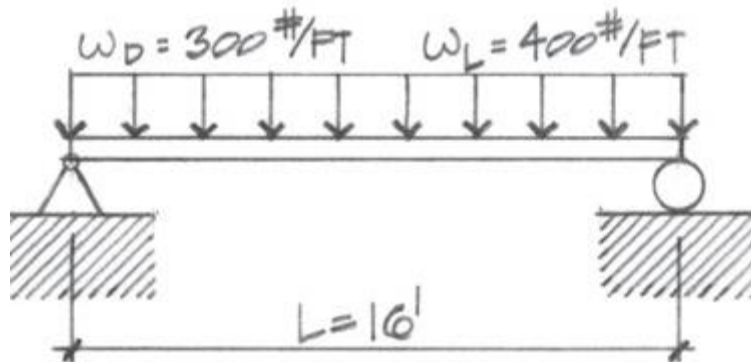 ωD = 300 #/FT ωL = 400 #/FT
L = 16'